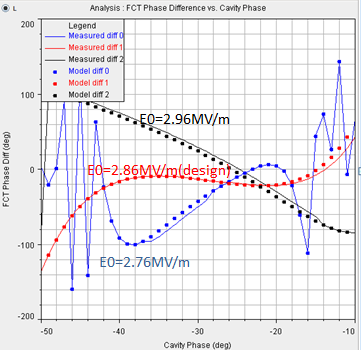 L
Analysis : FCT Phase Difference vs. Cavity Phase
Legend
Measured diff 0
Measured diff 1
Measured diff 2
Model diff 0
Model diff 1
Model diff 2
E0=2.96MV/m
E0=2.86MV/m(design)
E0=2.76MV/m
FCT Phase Diff (deg)
200
100
0
-100
-200
-50
-40
-30
-20
-10
Cavity Phase (deg)